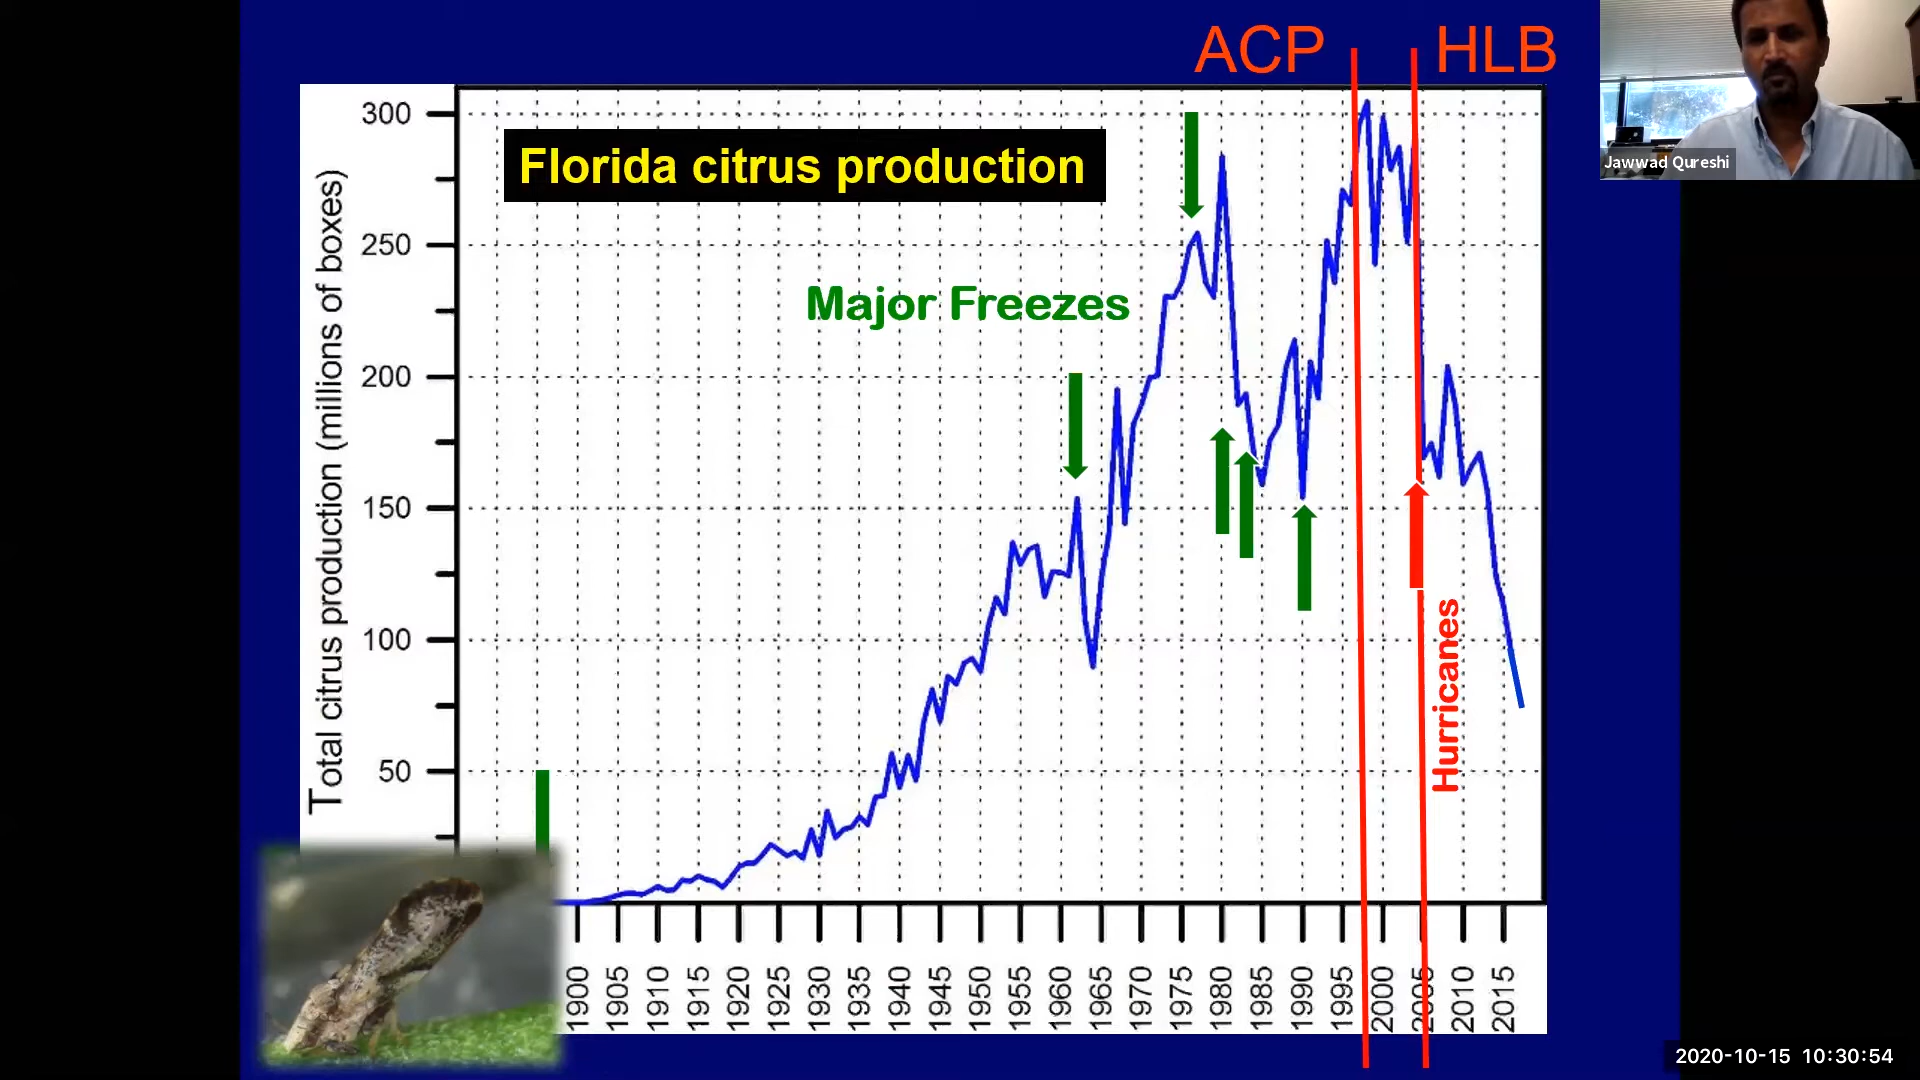 ACP HLB
Jawwad Qureshi
Florida citrus production
Major Freezes
Hurricanes
Total citrus production (millions of boxes)
300
250
200
150
100
50
1900 1905 1910 1915 1920 1925 1930 1935 1940 1945 1950 1955 1960 1965 1970 1975 1980 1985 1990 1995 2000 2005 2010 2015
2020-10-15 10:30:54